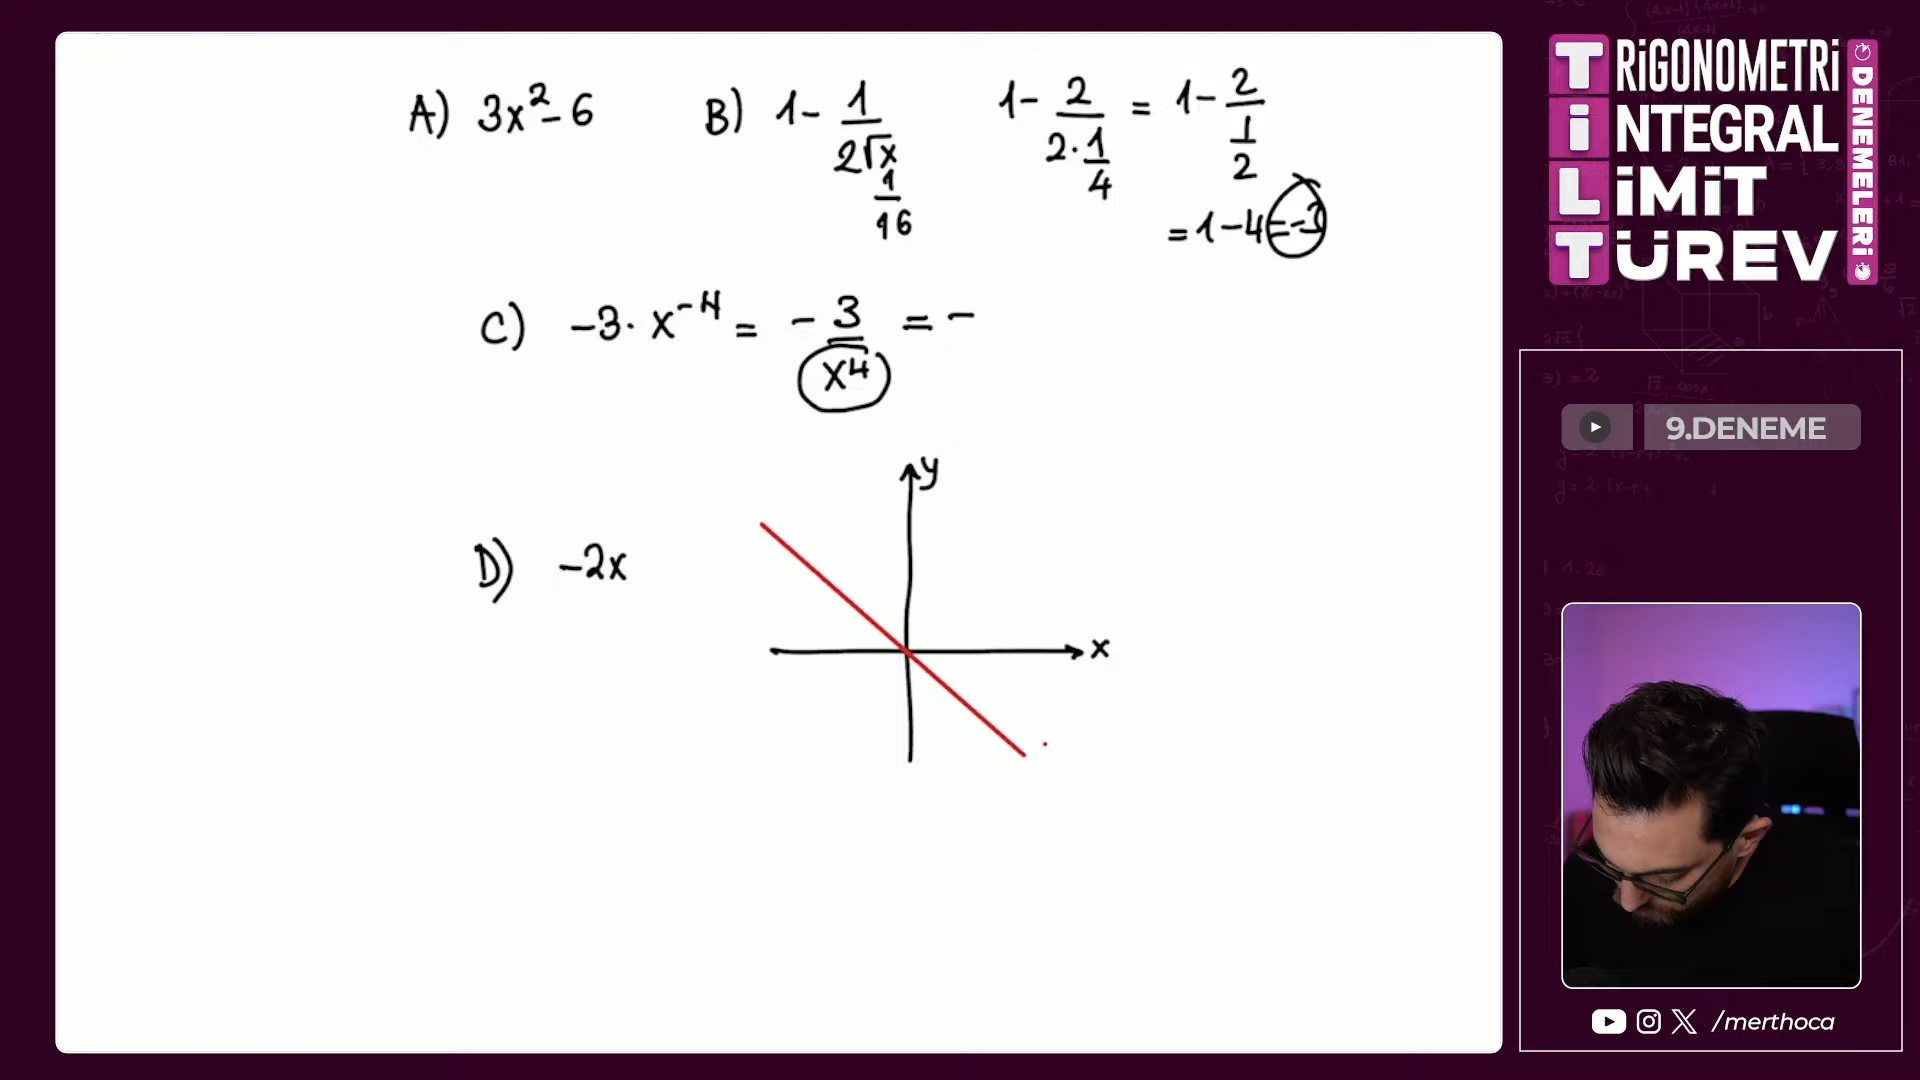 A) 3x² - 6
B) 1 - 1/(2√x) 1/16
1 - 2/(2·1/4) = 1 - 2/(1/2)
= 1 - 4 = -3
C) -3 · x⁻⁴ = -3/x⁴ = -
y
D) -2x
x
TRiGONOMETRi
iNTEGRAL
LiMiT
TÜREV
DENEMELERi
9.DENEME
/merthoca